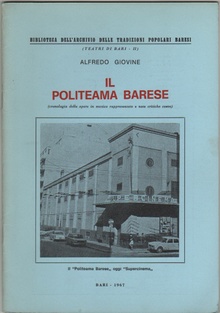 BIBLIOTECA DELL'ARCHIVIO DELLE TRADIZIONI POPOLARI BARESI
(TEATRI DI BARI - II)
ALFREDO GIOVINE
IL
POLITEAMA BARESE
(cronologia delle opere in musica rappresentate e note critiche varie)
Il "Politeama Barese„ oggi "Supercinema„
BARI - 1967